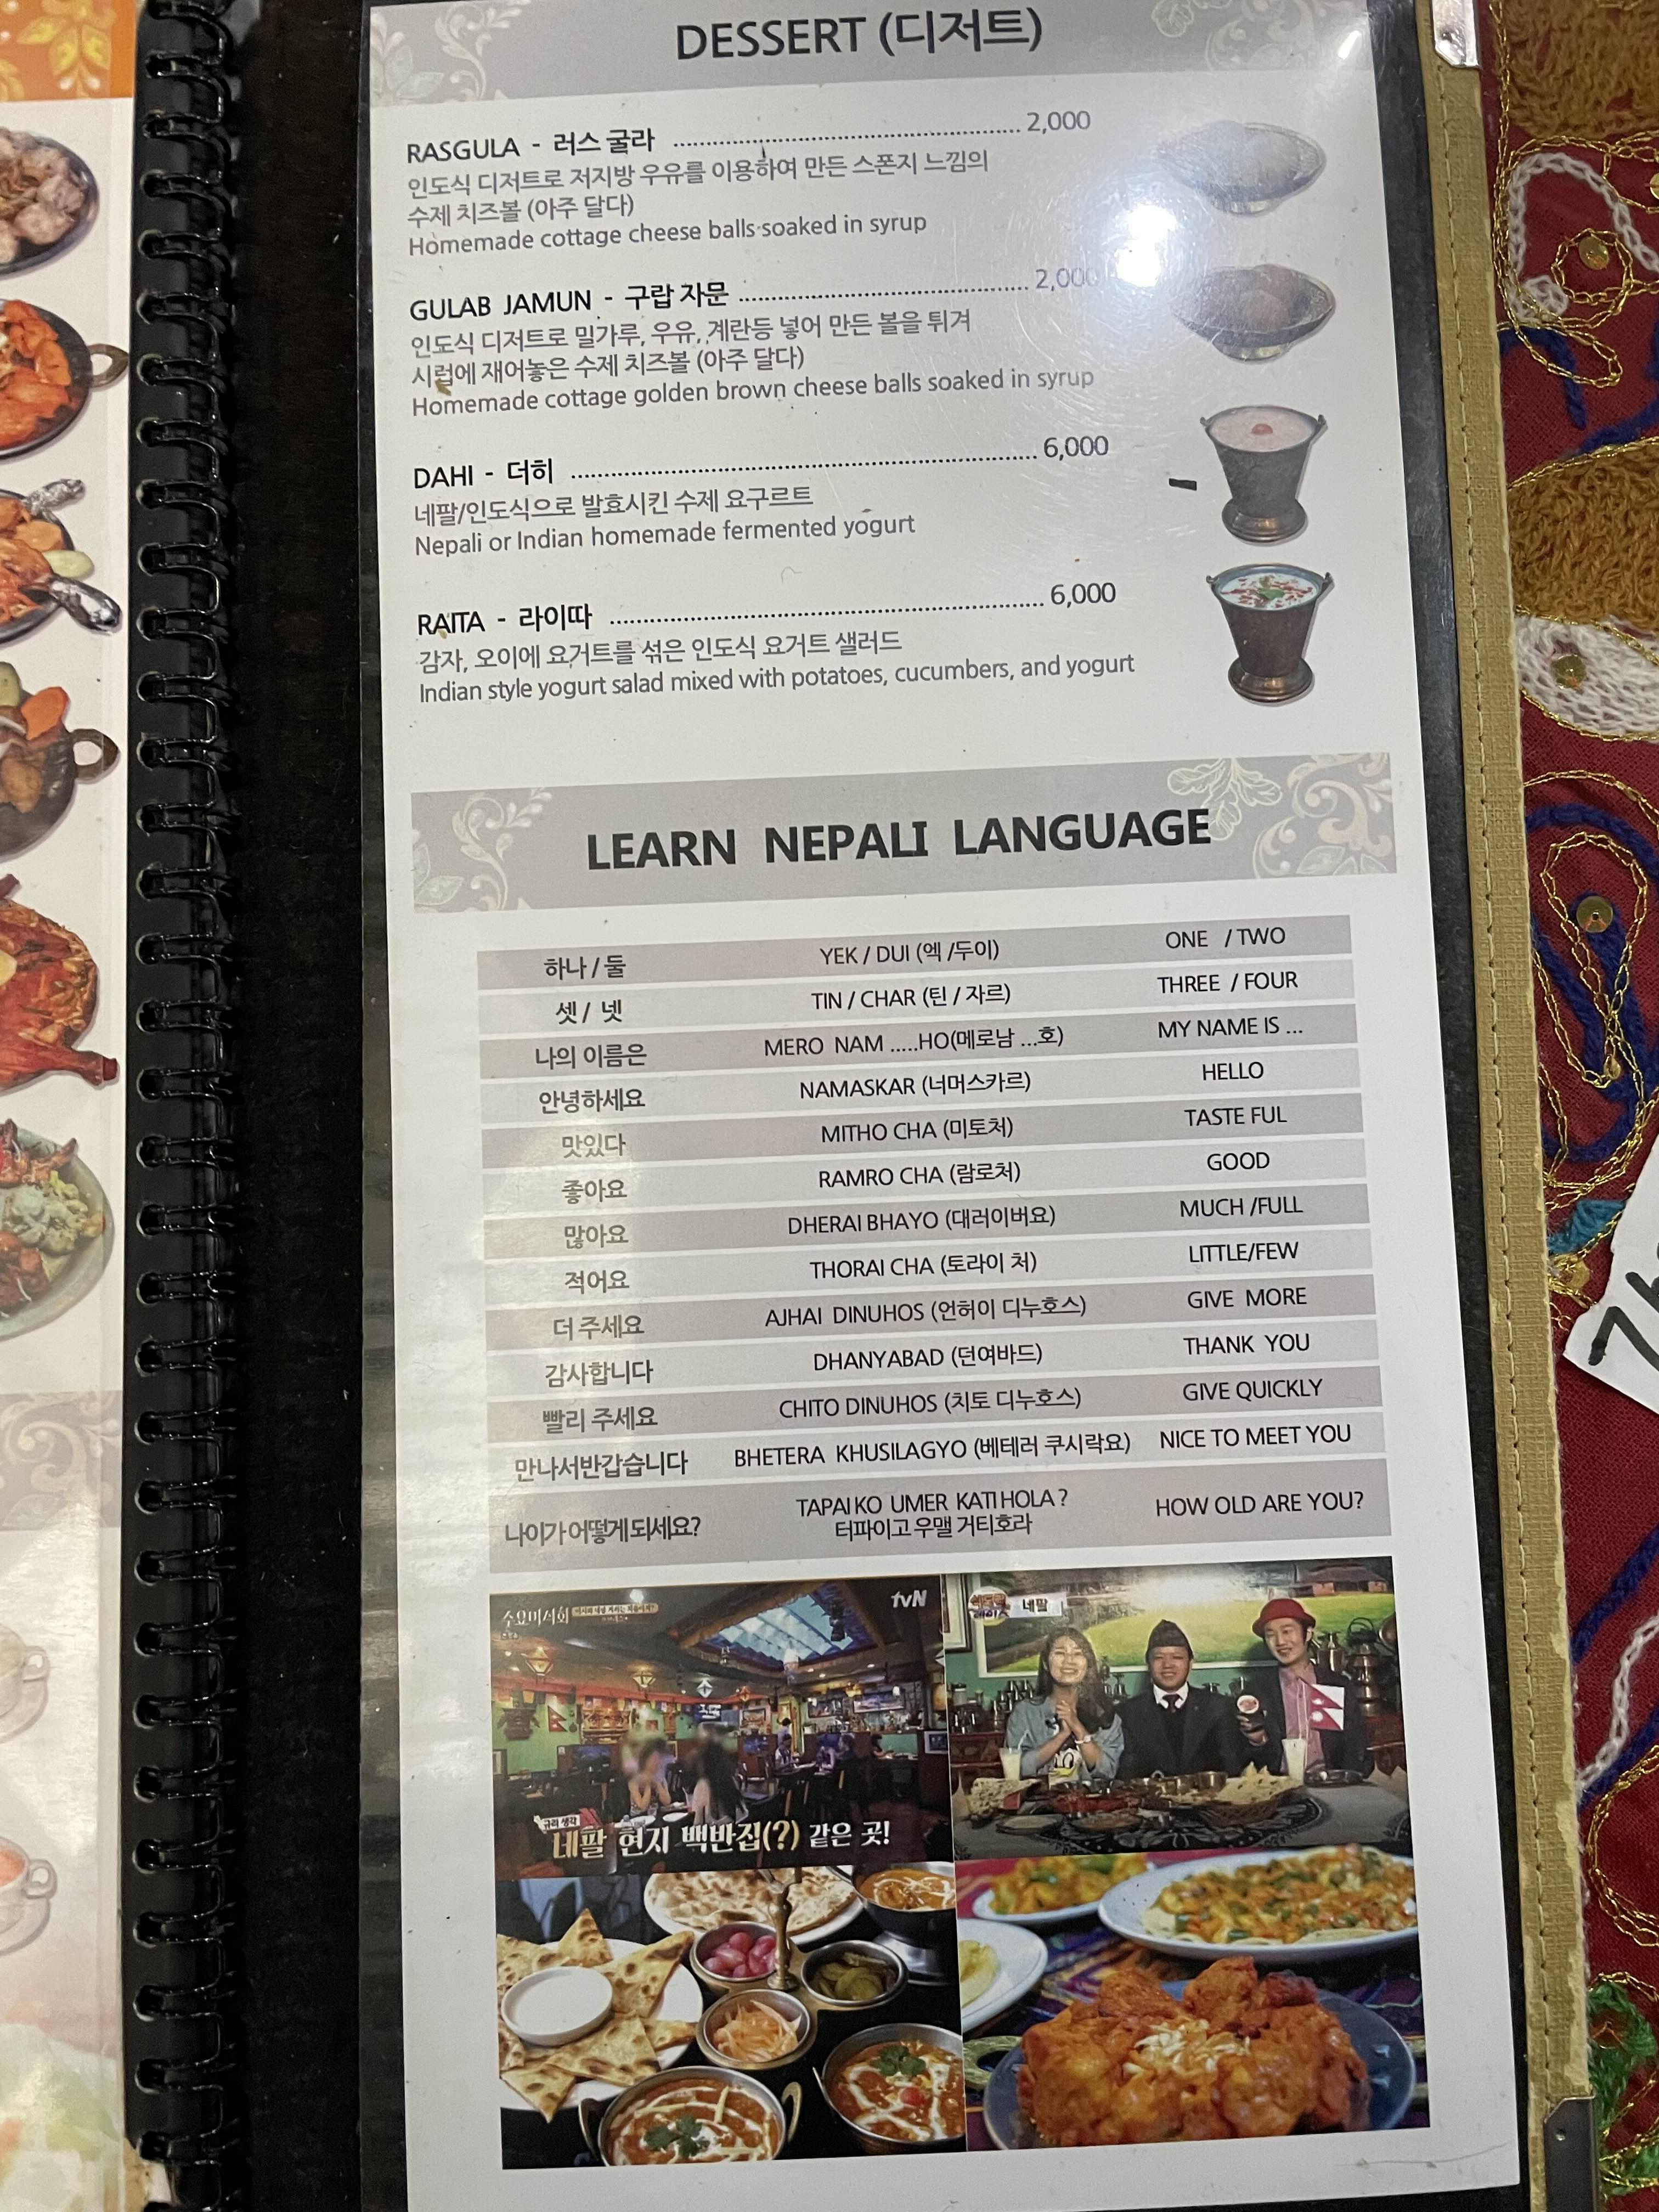 DESSERT (디저트)
RASGULA - 러스 굴라 ........................................................ 2,000
인도식 디저트로 저지방 우유를 이용하여 만든 스폰지 느낌의
수제 치즈볼 (아주 달다)
Homemade cottage cheese balls soaked in syrup
GULAB JAMUN - 구랍 자문 ............................................... 2,000
인도식 디저트로 밀가루, 우유, 계란등 넣어 만든 볼을 튀겨
시럽에 재어놓은 수제 치즈볼 (아주 달다)
Homemade cottage golden brown cheese balls soaked in syrup
DAHI - 더히 ........................................................................... 6,000
네팔/인도식으로 발효시킨 수제 요구르트
Nepali or Indian homemade fermented yogurt
RAITA - 라이따 ...................................................................... 6,000
감자, 오이에 요거트를 섞은 인도식 요거트 샐러드
Indian style yogurt salad mixed with potatoes, cucumbers, and yogurt
LEARN NEPALI LANGUAGE
하나 / 둘 YEK / DUI (엑 /두이) ONE / TWO
셋 / 넷 TIN / CHAR (틴 / 자르) THREE / FOUR
나의 이름은 MERO NAM .....HO(메로남 ...호) MY NAME IS ...
안녕하세요 NAMASKAR (너머스카르) HELLO
맛있다 MITHO CHA (미토처) TASTE FUL
좋아요 RAMRO CHA (람로처) GOOD
많아요 DHERAI BHAYO (대러이버요) MUCH /FULL
적어요 THORAI CHA (토라이 처) LITTLE/FEW
더 주세요 AJHAI DINUHOS (언허이 디누호스) GIVE MORE
감사합니다 DHANYABAD (던여바드) THANK YOU
빨리 주세요 CHITO DINUHOS (치토 디누호스) GIVE QUICKLY
만나서반갑습니다 BHETERA KHUSILAGYO (베테러 쿠시락요) NICE TO MEET YOU
나이가 어떻게 되세요? TAPAI KO UMER KATI HOLA ? HOW OLD ARE YOU?
터파이고 우맬 거티호라
수요미식회
tvN
네팔
규리 생각
네팔 현지 백반집(?) 같은 곳!